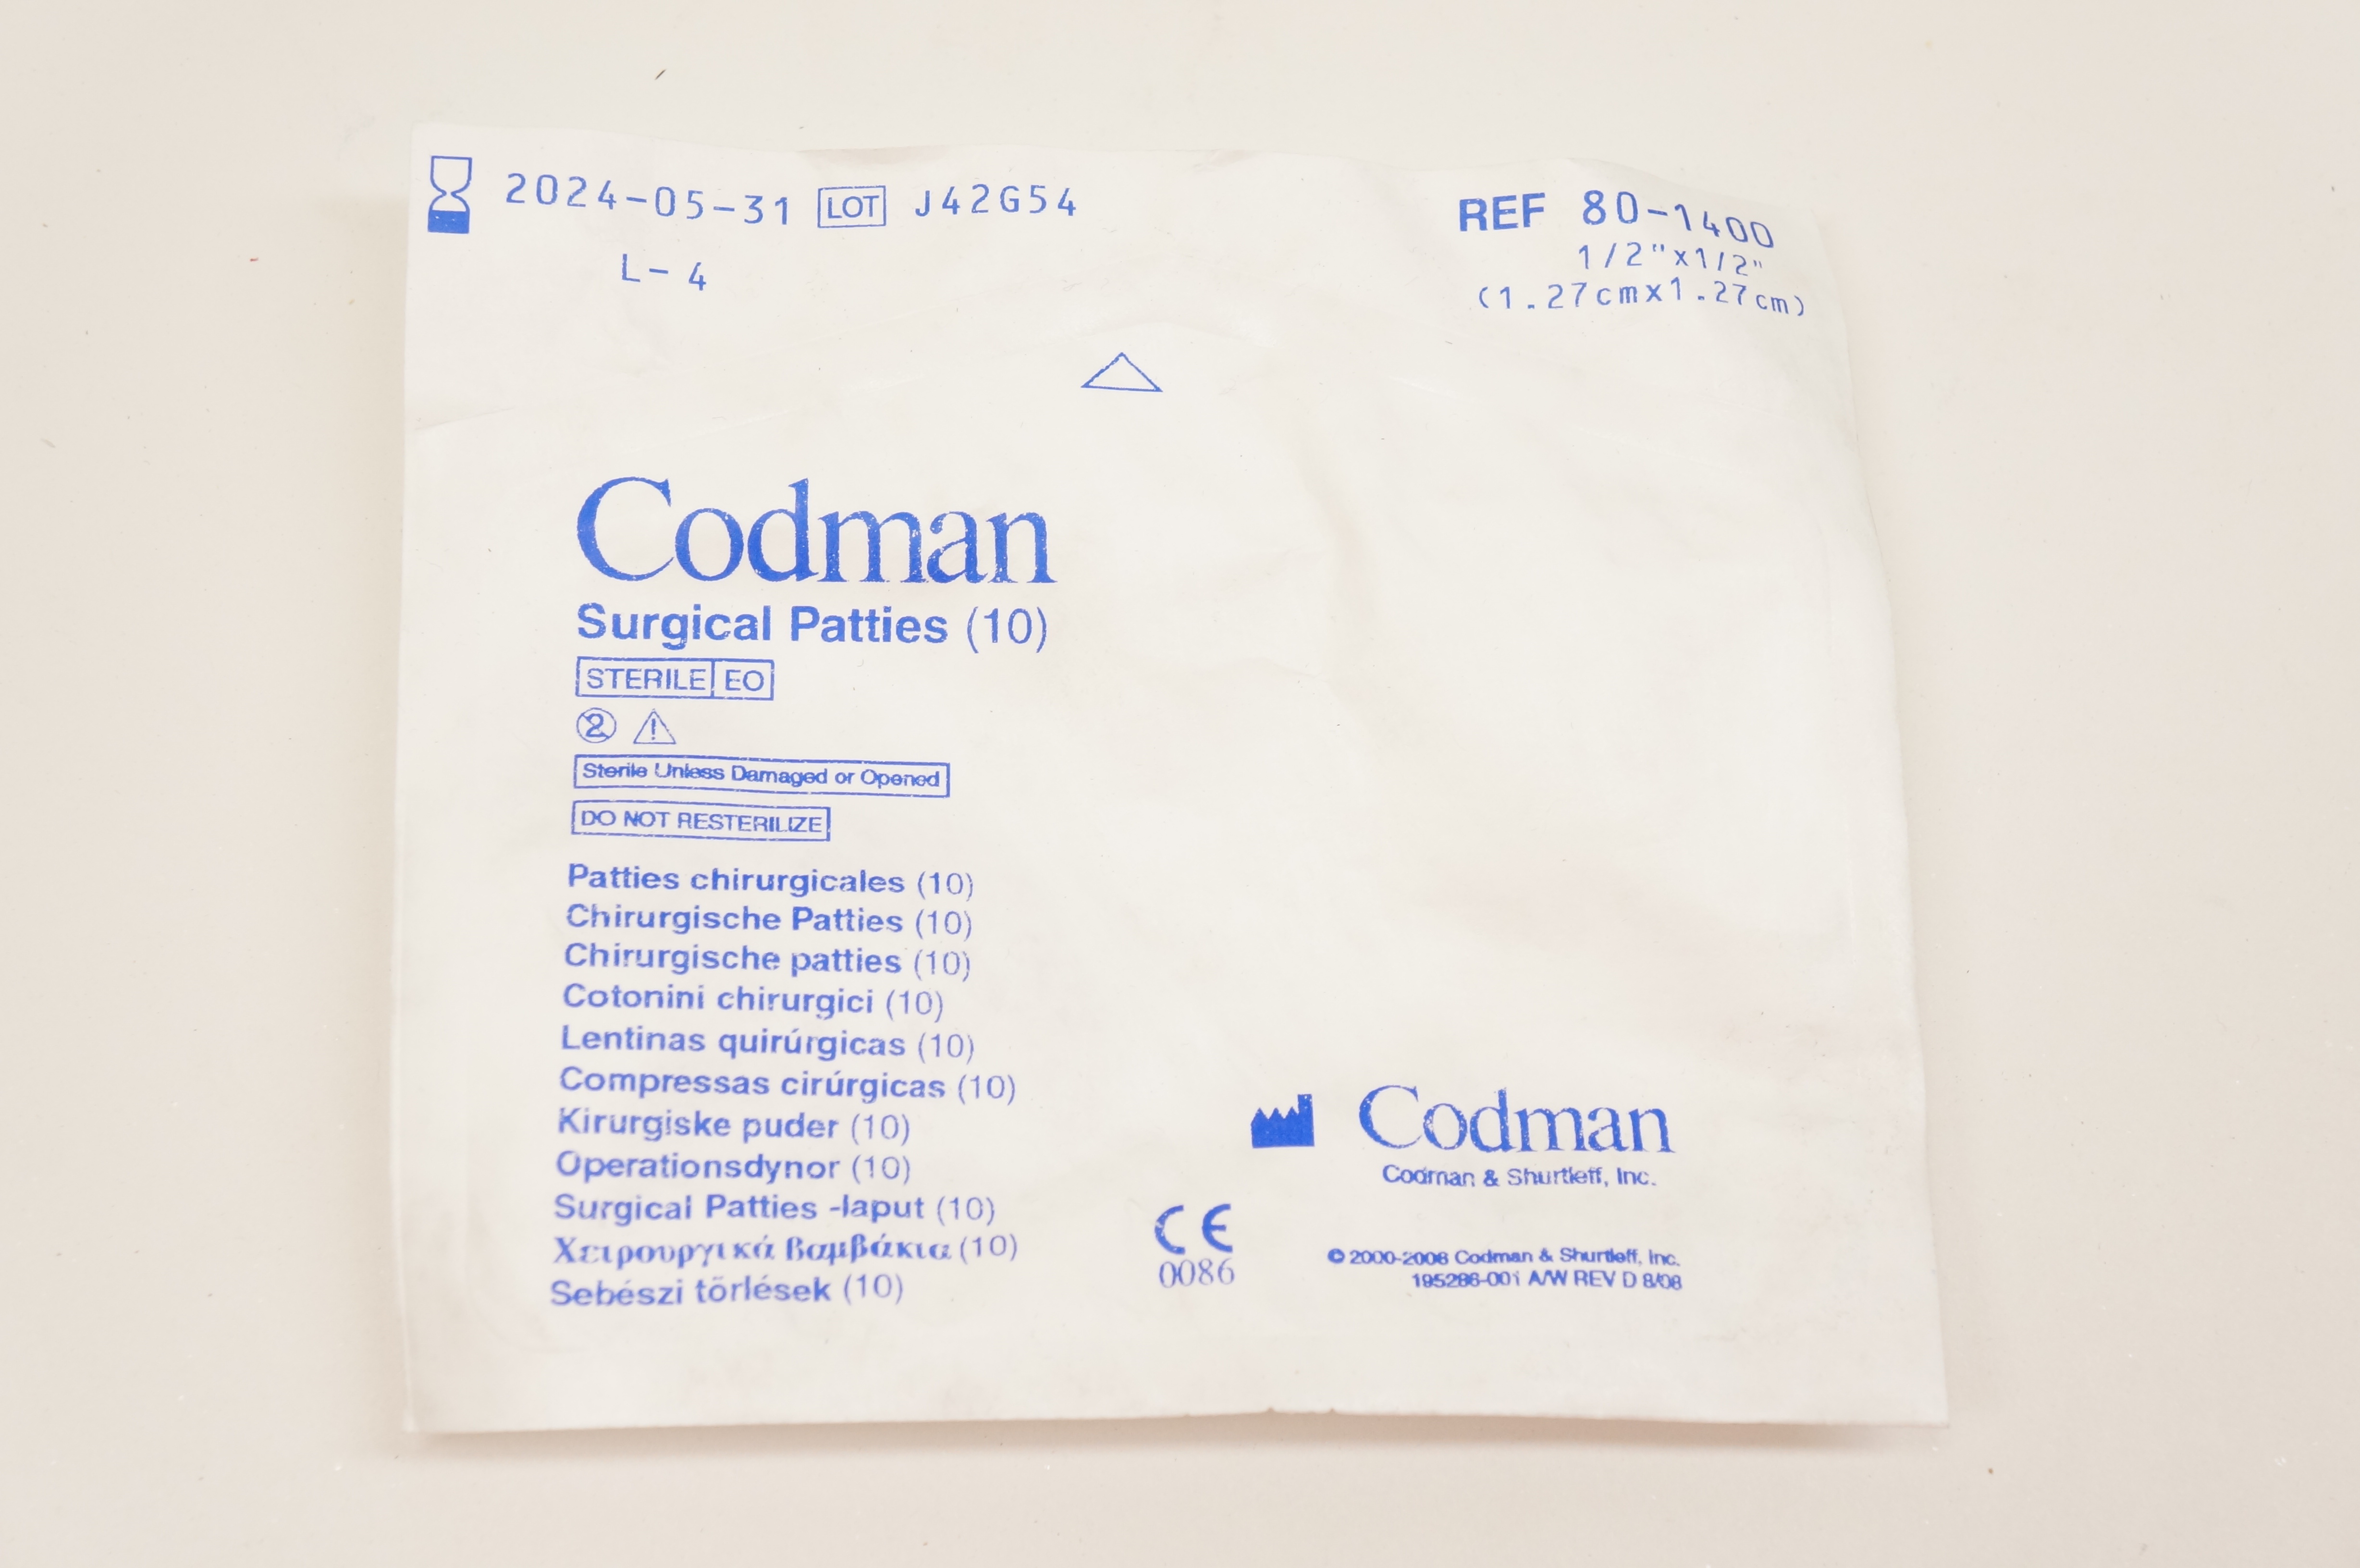 2024-05-31 LOT J42G54
L- 4
REF 80-1400
1/2"x1/2"
(1.27cmx1.27cm)
Codman
Surgical Patties (10)
STERILE EO
2
Sterile Unless Damaged or Opened
DO NOT RESTERILIZE
Patties chirurgicales (10)
Chirurgische Patties (10)
Chirurgische patties (10)
Cotonini chirurgici (10)
Lentinas quirúrgicas (10)
Compressas cirúrgicas (10)
Kirurgiske puder (10)
Operationsdynor (10)
Surgical Patties -laput (10)
Χειρουργικά βαμβάκια (10)
Sebészi törlések (10)
Codman
Codman & Shurtleff, Inc.
CE
0086
© 2000-2008 Codman & Shurtleff, Inc.
195286-001 A/W REV D 8/08